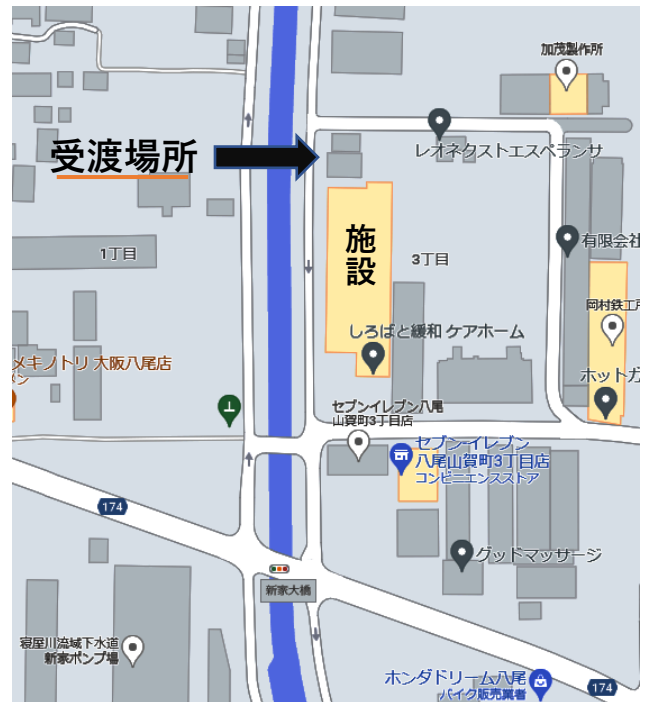 加茂製作所
受渡場所
レオネクストエスペランサ
施設
1丁目
3丁目
有限会社
岡村鉄工所
しろばと緩和 ケアホーム
メキノトリ 大阪八尾店
メン
ホットガ
セブンイレブン八尾
山賀町3丁目店
セブン-イレブン
八尾山賀町3丁目店
コンビニエンスストア
174
グッドマッサージ
新家大橋
寝屋川流域下水道
新家ポンプ場
ホンダドリーム八尾
バイク販売業者
174